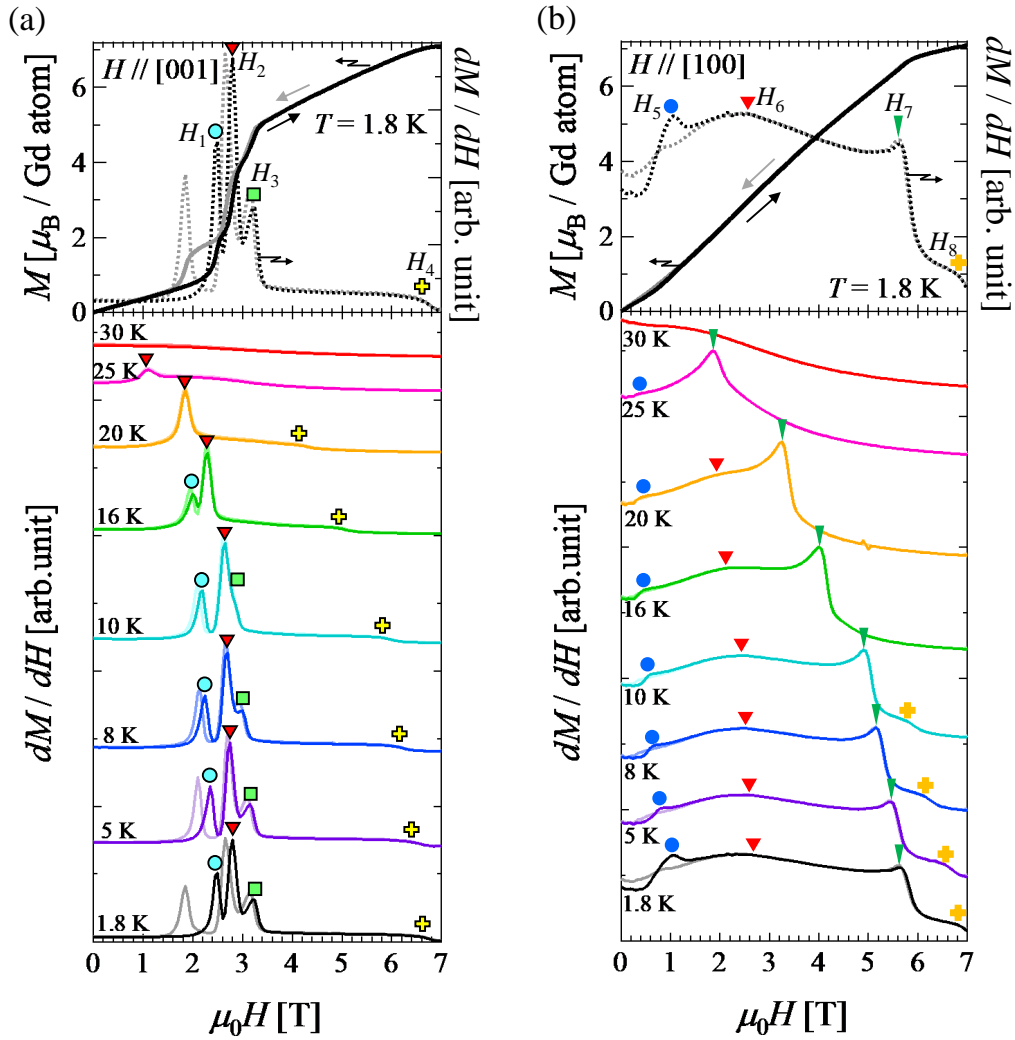 (a)
H // [001]
H₂
H₁
T = 1.8 K
H₃
H₄
M [μ_B / Gd atom]
dM / dH [arb. unit]
6
4
2
0
30 K
25 K
20 K
16 K
10 K
8 K
5 K
1.8 K
dM / dH [arb.unit]
0 1 2 3 4 5 6 7
μ₀H [T]
(b)
H // [100]
H₅
H₆
H₇
H₈
T = 1.8 K
M [μ_B / Gd atom]
dM / dH [arb. unit]
6
4
2
0
30 K
25 K
20 K
16 K
10 K
8 K
5 K
1.8 K
dM / dH [arb.unit]
0 1 2 3 4 5 6 7
μ₀H [T]